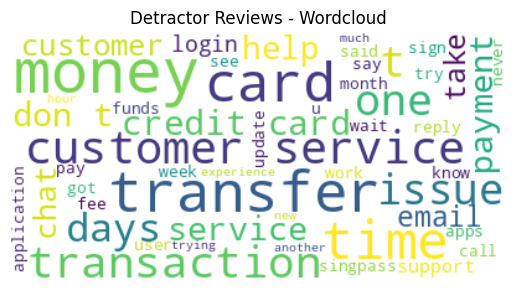 Detractor Reviews - Wordcloud
customer login help said sign much
see say try never
money card t take
month u
don t funds one payment
hour
credit card wait reply
update
customer service
pay week experience work know
chat transfer issue
application got
fee email
days service time apps
user trying new another call
transaction singpass support